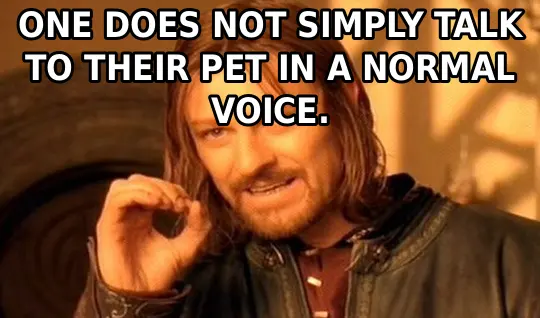 ONE DOES NOT SIMPLY TALK
TO THEIR PET IN A NORMAL
VOICE.